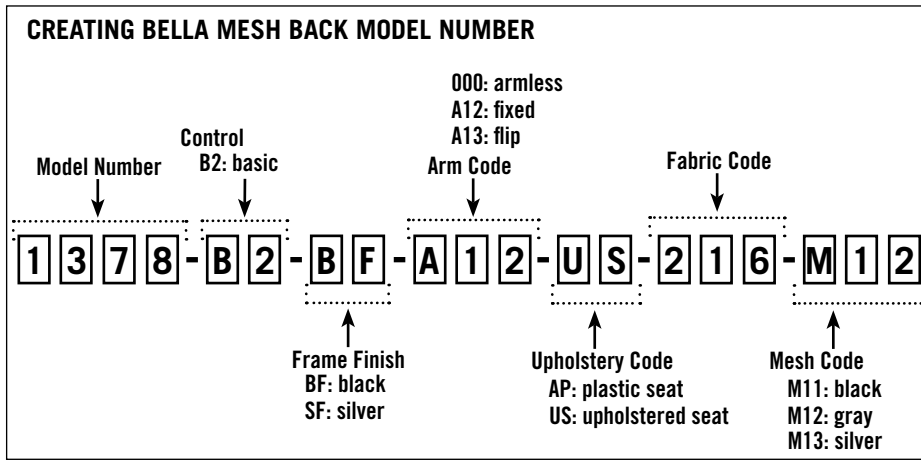 CREATING BELLA MESH BACK MODEL NUMBER
000: armless
A12: fixed
A13: flip
Control
B2: basic
Model Number
Arm Code
Fabric Code
1378-B2-BF-A12-US-216-M12
Frame Finish
BF: black
SF: silver
Upholstery Code
AP: plastic seat
US: upholstered seat
Mesh Code
M11: black
M12: gray
M13: silver